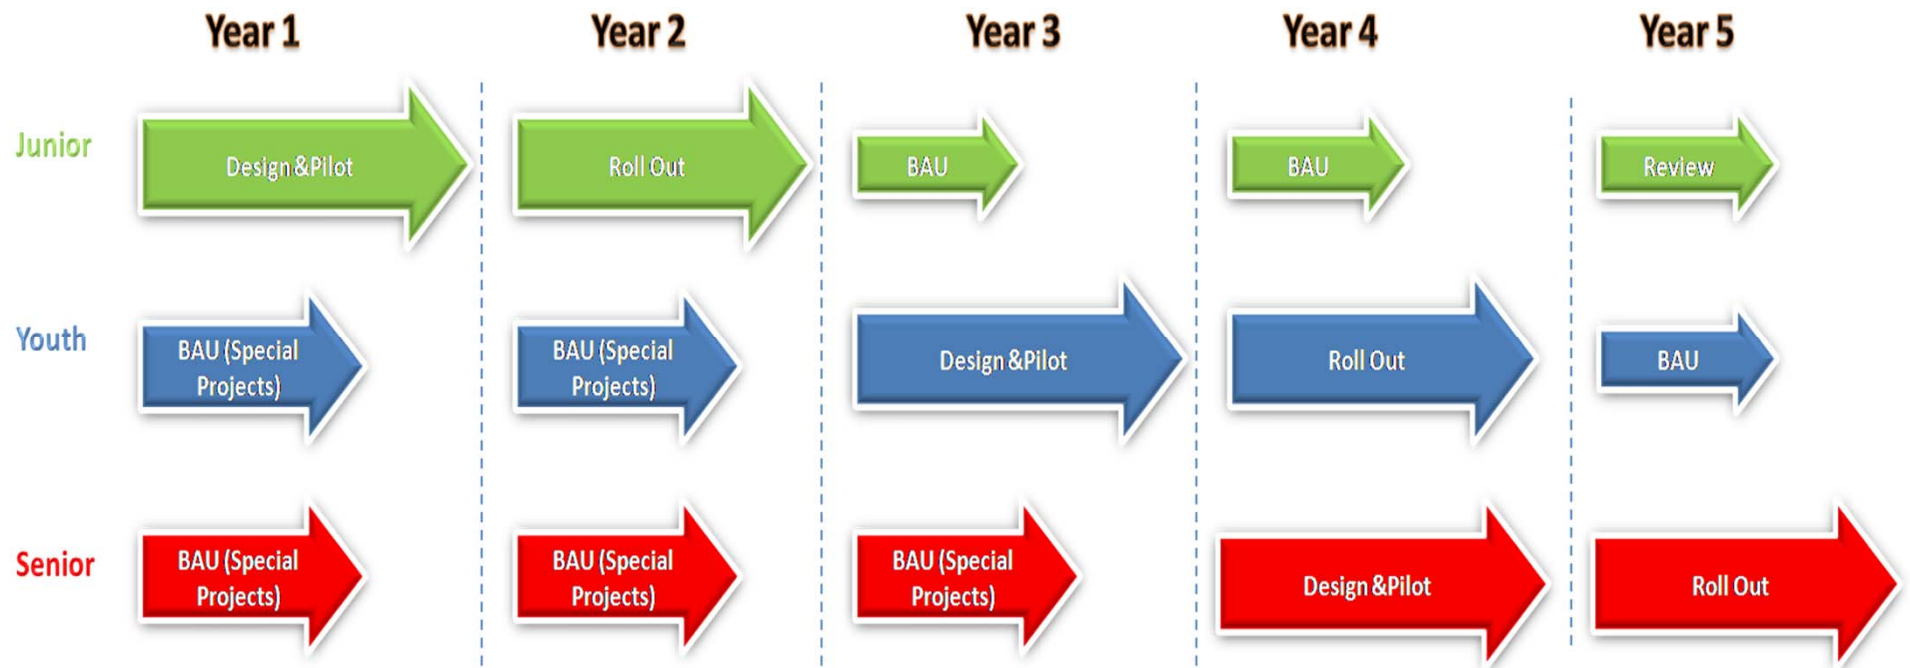 Year 1
Year 2
Year 3
Year 4
Year 5
Junior
Design &Pilot
Roll Out
BAU
BAU
Review
Youth
BAU (Special
Projects)
BAU (Special
Projects)
Design &Pilot
Roll Out
BAU
Senior
BAU (Special
Projects)
BAU (Special
Projects)
BAU (Special
Projects)
Design &Pilot
Roll Out